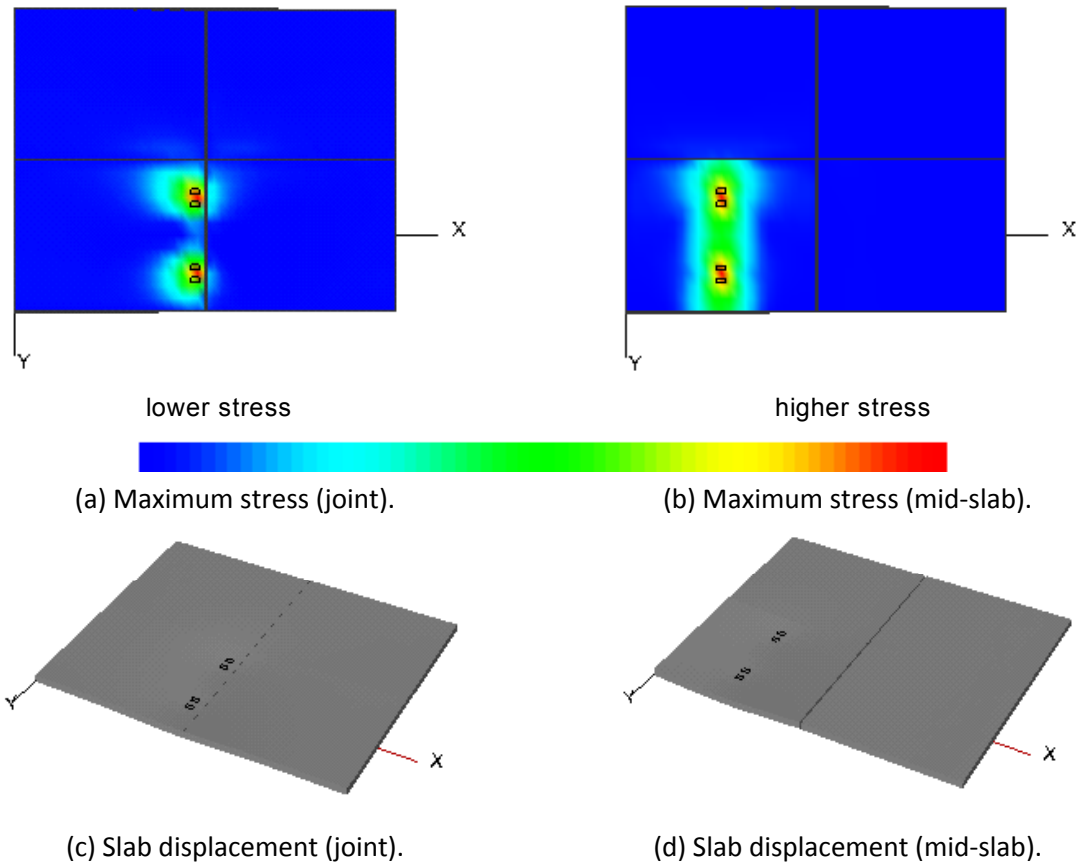 X
X
Y
Y
lower stress higher stress
(a) Maximum stress (joint). (b) Maximum stress (mid-slab).
Y
X
Y
X
(c) Slab displacement (joint). (d) Slab displacement (mid-slab).